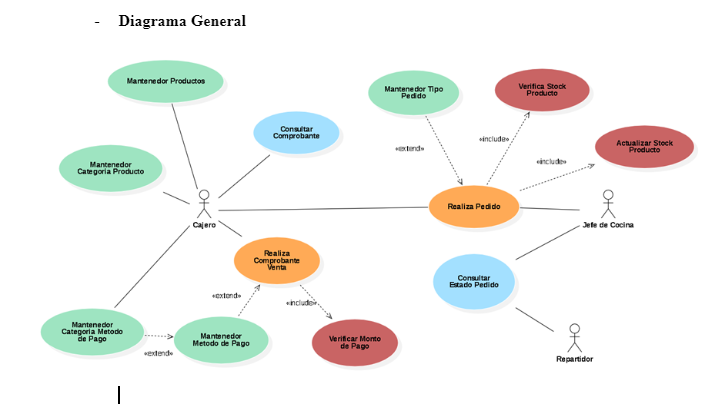 - Diagrama General
Mantenedor Productos
Mantenedor Tipo
Pedido
Verifica Stock
Producto
Consultar
Comprobante
Actualizar Stock
Producto
«extend»
«include»
«include»
Mantenedor
Categoria Producto
Cajero
Realiza Pedido
Jefe de Cocina
Realiza
Comprobante
Venta
Consultar
Estado Pedido
«extend»
«include»
Mantenedor
Categoria Metodo
de Pago
Mantenedor
Metodo de Pago
Verificar Monto
de Pago
«extend»
Repartidor